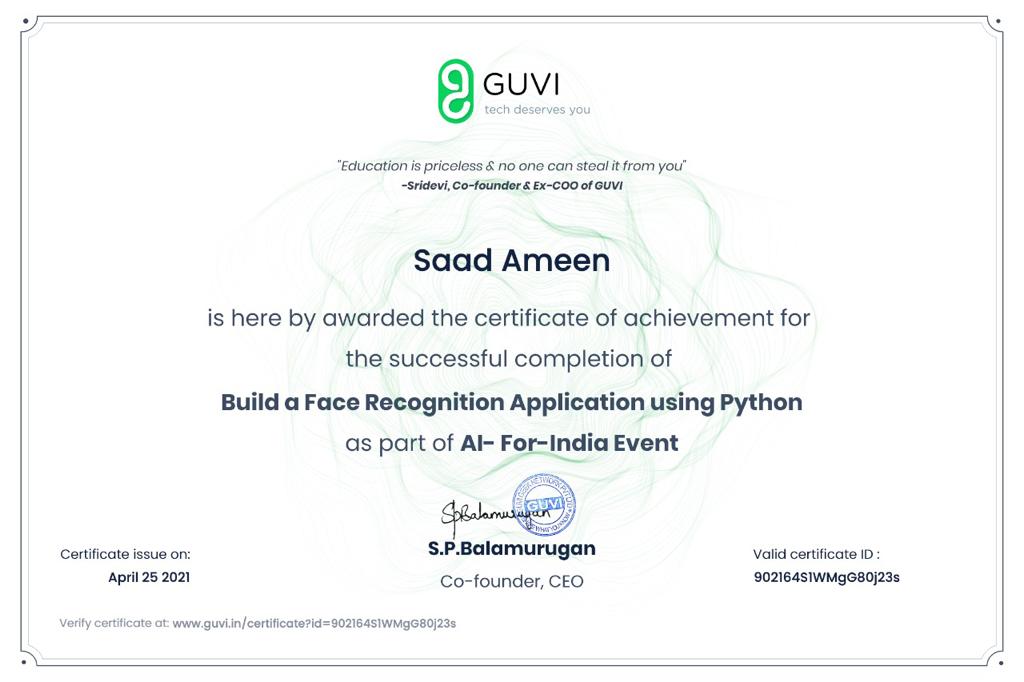 GUVI
tech deserves you
"Education is priceless & no one can steal it from you"
-Sridevi, Co-founder & Ex-COO of GUVI
Saad Ameen
is here by awarded the certificate of achievement for
the successful completion of
Build a Face Recognition Application using Python
as part of AI- For-India Event
S.P.Balamurugan
GUVI
S.P.Balamurugan
Co-founder, CEO
Certificate issue on:
April 25 2021
Valid certificate ID :
902164S1WMgG80j23s
Verify certificate at: www.guvi.in/certificate?id=902164S1WMgG80j23s